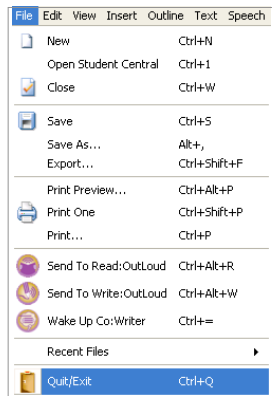 File Edit View Insert Outline Text Speech
New Ctrl+N
Open Student Central Ctrl+1
Close Ctrl+W
Save Ctrl+S
Save As... Alt+,
Export... Ctrl+Shift+F
Print Preview... Ctrl+Alt+P
Print One Ctrl+Shift+P
Print... Ctrl+P
Send To Read:OutLoud Ctrl+Alt+R
Send To Write:OutLoud Ctrl+Alt+W
Wake Up Co:Writer Ctrl+=
Recent Files
Quit/Exit Ctrl+Q